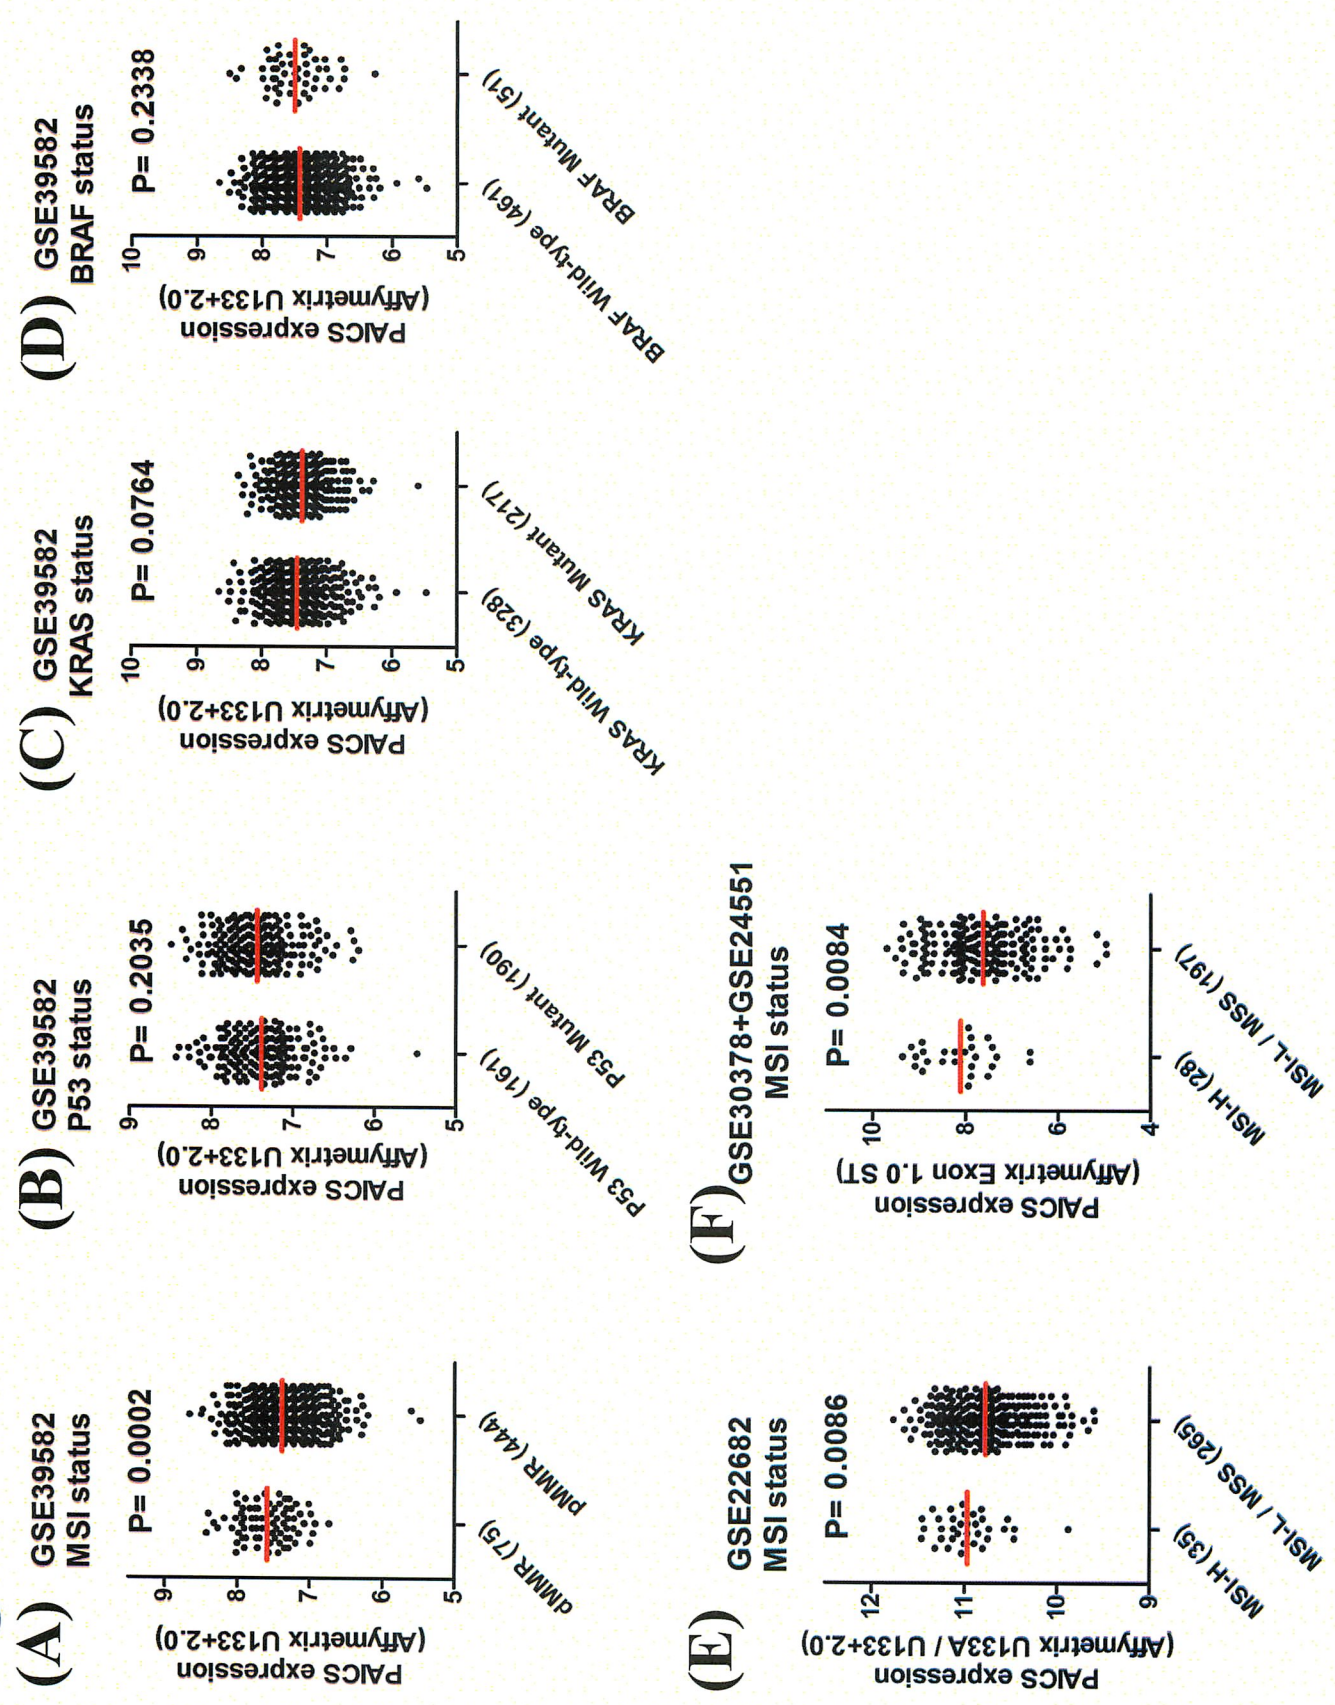 (A)
GSE39582
MSI status
P= 0.0002
9
8
7
6
5
PAICS expression
(Affymetrix U133+2.0)
dMMR (75)
pMMR (444)
(B)
GSE39582
P53 status
P= 0.2035
9
8
7
6
5
PAICS expression
(Affymetrix U133+2.0)
P53 Wild-type (161)
P53 Mutant (190)
(C)
GSE39582
KRAS status
P= 0.0764
10
9
8
7
6
5
PAICS expression
(Affymetrix U133+2.0)
KRAS Wild-type (328)
KRAS Mutant (217)
(D)
GSE39582
BRAF status
P= 0.2338
10
9
8
7
6
5
PAICS expression
(Affymetrix U133+2.0)
BRAF Wild-type (461)
BRAF Mutant (51)
(E)
GSE22682
MSI status
P= 0.0086
12
11
10
9
PAICS expression
(Affymetrix U133A / U133+2.0)
MSI-H (35)
MSI-L / MSS (265)
(F)
GSE30378+GSE24551
MSI status
P= 0.0084
10
8
6
4
PAICS expression
(Affymetrix Exon 1.0 ST)
MSI-H (28)
MSI-L / MSS (197)